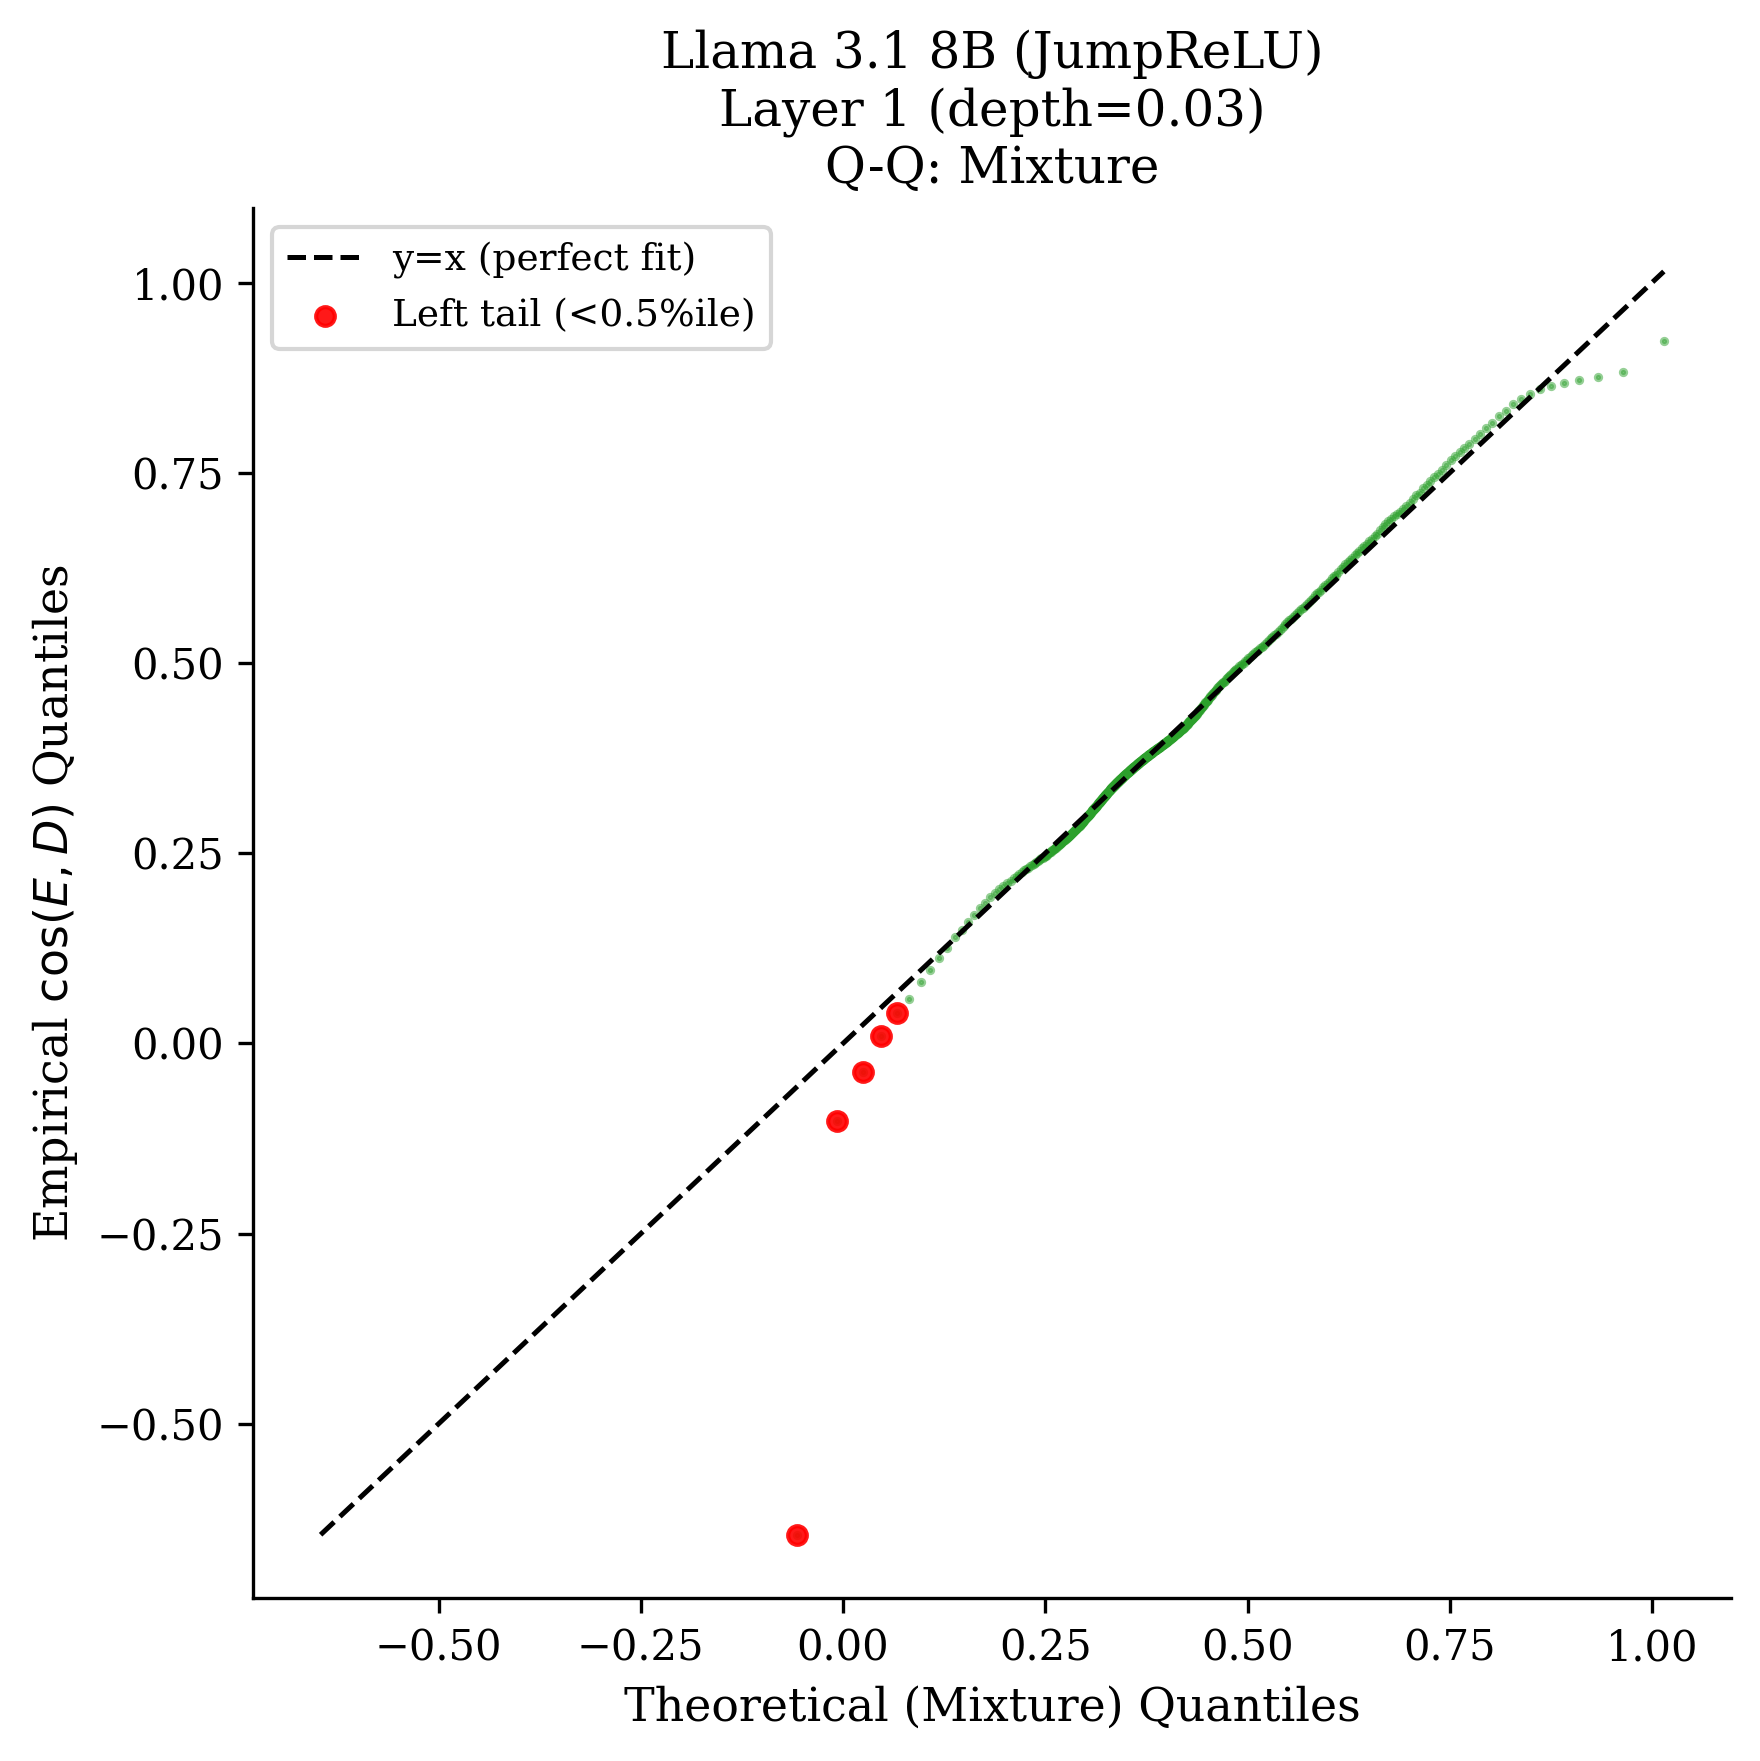 Llama 3.1 8B (JumpReLU)
Layer 1 (depth=0.03)
Q-Q: Mixture
y=x (perfect fit)
Left tail (<0.5%ile)
Empirical cos(E, D) Quantiles
1.00
0.75
0.50
0.25
0.00
−0.25
−0.50
−0.50 −0.25 0.00 0.25 0.50 0.75 1.00
Theoretical (Mixture) Quantiles